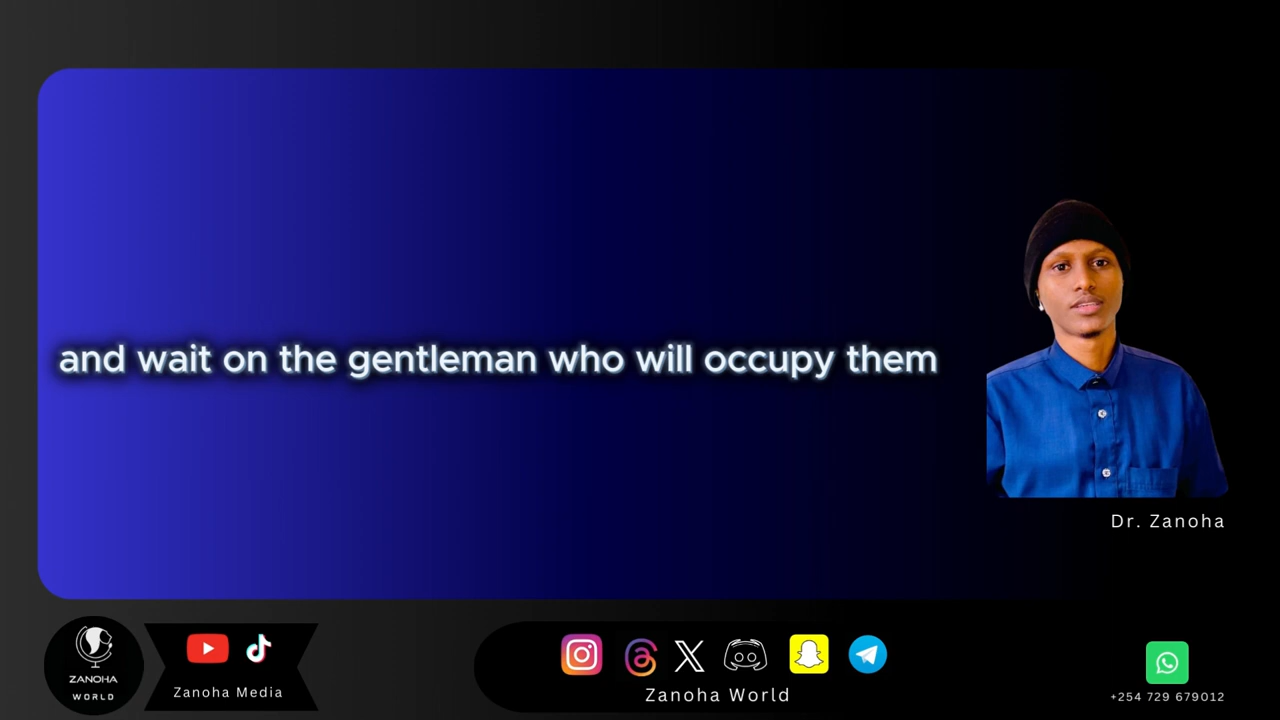 and wait on the gentleman who will occupy them
Dr. Zanoha
ZANOHA
WORLD
Zanoha Media
Zanoha World
+254 729 679012